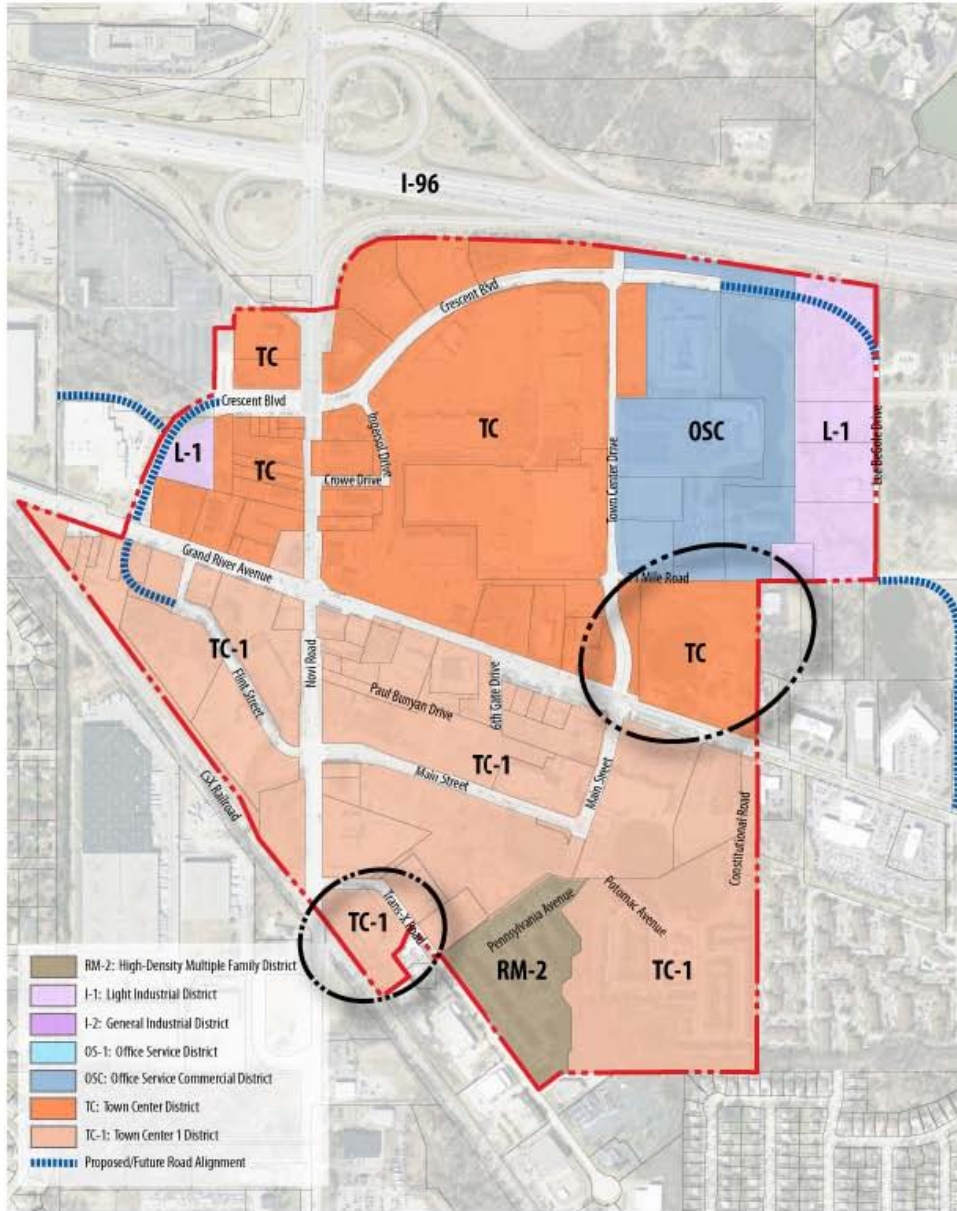 I-96
Crescent Blvd
TC
Crescent Blvd
L-1
TC
Ingersol Drive
Crowe Drive
TC
Town Center Drive
OSC
L-1
Lee BeGole Drive
Mile Road
Grand River Avenue
TC
TC-1
Flint Street
Novi Road
Paul Bunyan Drive
6th Gate Drive
TC-1
Main Street
Main Street
CSX Railroad
Constitutional Road
TC-1
Trans-X Road
Pennsylvania Avenue
Potomac Avenue
RM-2
TC-1
RM-2: High-Density Multiple Family District
I-1: Light Industrial District
I-2: General Industrial District
OS-1: Office Service District
OSC: Office Service Commercial District
TC: Town Center District
TC-1: Town Center 1 District
Proposed/Future Road Alignment